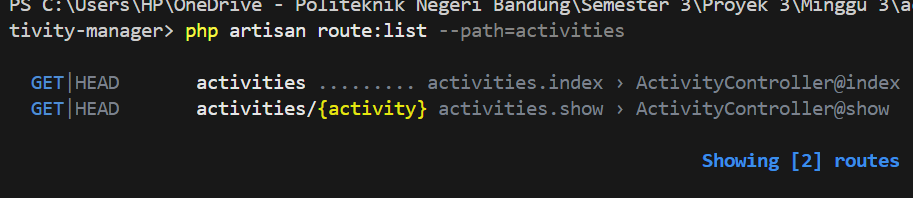 PS C:\Users\HP\OneDrive - Politeknik Negeri Bandung\Semester 3\Proyek 3\Minggu 3\a
tivity-manager> php artisan route:list --path=activities
GET|HEAD activities ......... activities.index › ActivityController@index
GET|HEAD activities/{activity} activities.show › ActivityController@show
Showing [2] routes